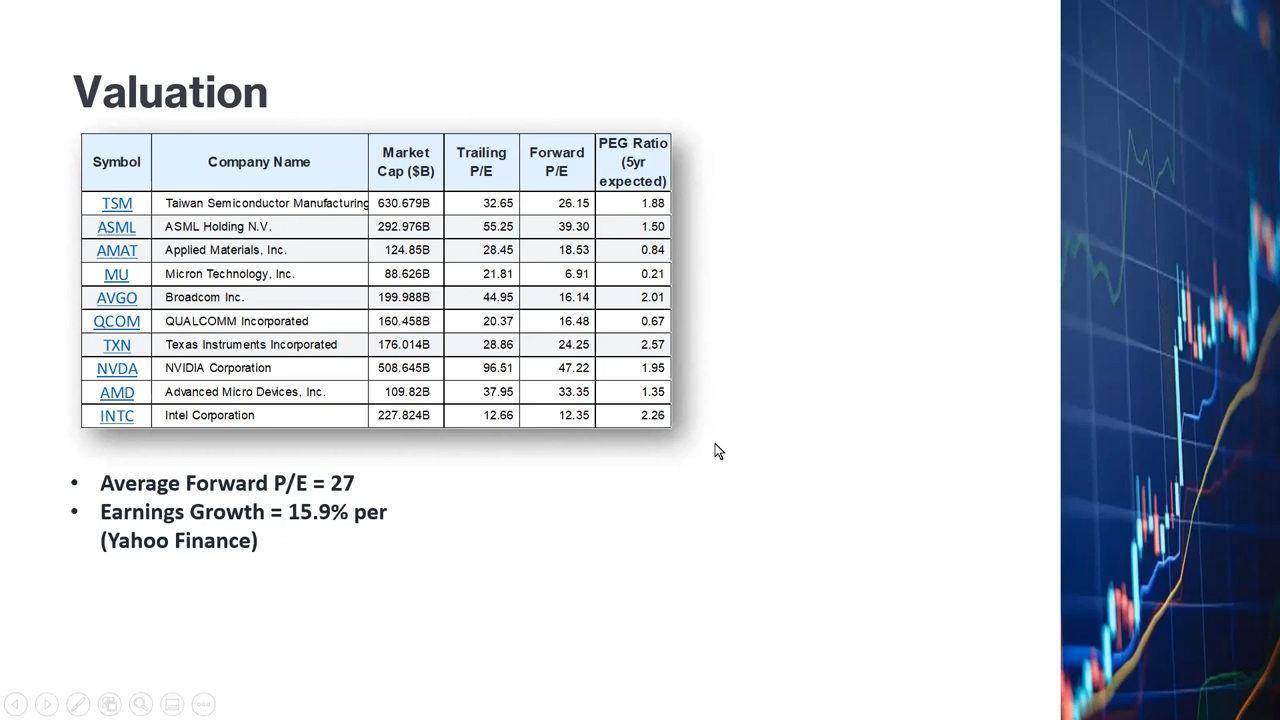 Valuation
Symbol Company Name Market Cap ($B) Trailing P/E Forward P/E PEG Ratio (5yr expected)
TSM Taiwan Semiconductor Manufacturing 630.679B 32.65 26.15 1.88
ASML ASML Holding N.V. 292.976B 55.25 39.30 1.50
AMAT Applied Materials, Inc. 124.85B 28.45 18.53 0.84
MU Micron Technology, Inc. 88.626B 21.81 6.91 0.21
AVGO Broadcom Inc. 199.988B 44.95 16.14 2.01
QCOM QUALCOMM Incorporated 160.458B 20.37 16.48 0.67
TXN Texas Instruments Incorporated 176.014B 28.86 24.25 2.57
NVDA NVIDIA Corporation 508.645B 96.51 47.22 1.95
AMD Advanced Micro Devices, Inc. 109.82B 37.95 33.35 1.35
INTC Intel Corporation 227.824B 12.66 12.35 2.26
• Average Forward P/E = 27
• Earnings Growth = 15.9% per
(Yahoo Finance)